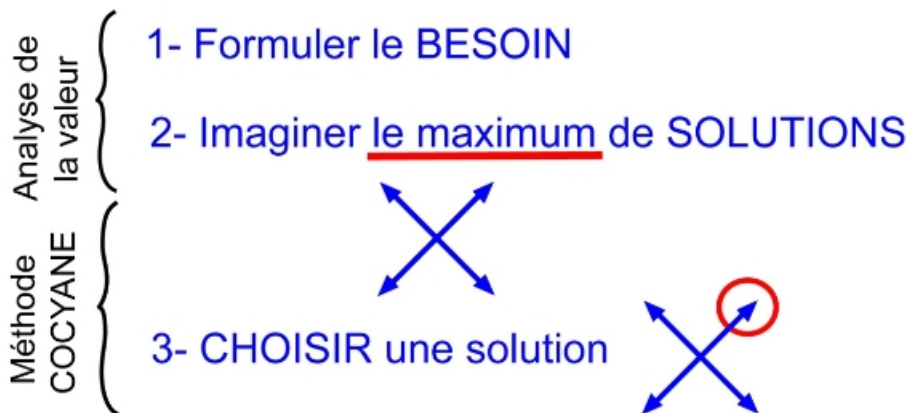 Analyse de
la valeur
1- Formuler le BESOIN
2- Imaginer le maximum de SOLUTIONS
Méthode
COCYANE
3- CHOISIR une solution